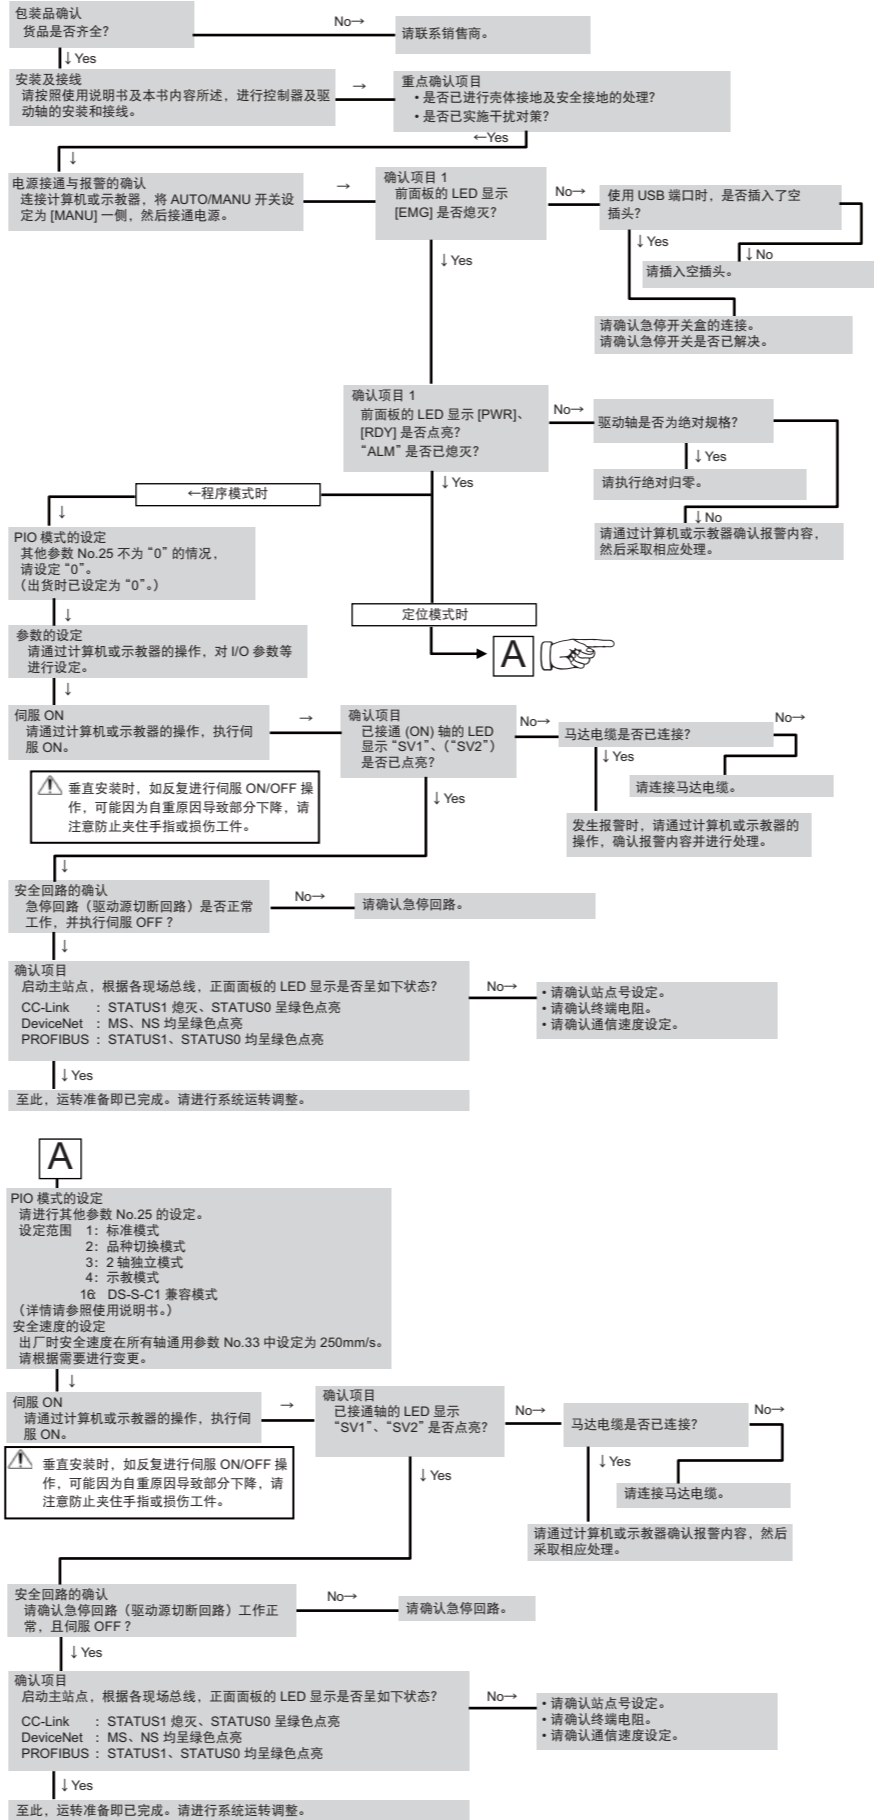 包装品确认
货品是否齐全?
No→
请联系销售商。
↓Yes
安装及接线
请按照使用说明书及本书内容所述，进行控制器及驱
动轴的安装和接线。
→
重点确认项目
• 是否已进行壳体接地及安全接地的处理?
• 是否已实施干扰对策?
←Yes
↓
电源接通与报警的确认
连接计算机或示教器，将 AUTO/MANU 开关设
定为 [MANU] 一侧，然后接通电源。
→
确认项目 1
前面板的 LED 显示
[EMG] 是否熄灭?
No→
使用 USB 端口时，是否插入了空
插头?
↓Yes
↓No
请插入空插头。
请确认急停开关盒的连接。
请确认急停开关是否已解决。
↓Yes
确认项目 1
前面板的 LED 显示 [PWR]、
[RDY] 是否点亮?
“ALM” 是否已熄灭?
No→
驱动轴是否为绝对规格?
↓Yes
请执行绝对归零。
↓No
请通过计算机或示教器确认报警内容，
然后采取相应处理。
↓Yes
←程序模式时
↓
PIO 模式的设定
其他参数 No.25 不为 “0” 的情况，
请设定 “0”。
（出货时已设定为 “0”。）
定位模式时
A
↓
参数的设定
请通过计算机或示教器的操作，对 I/O 参数等
进行设定。
↓
伺服 ON
请通过计算机或示教器的操作，执行伺
服 ON。
→
确认项目
已接通 (ON) 轴的 LED
显示 “SV1”、（“SV2”）
是否已点亮?
No→
马达电缆是否已连接?
No→
↓Yes
请连接马达电缆。
发生报警时，请通过计算机或示教器的
操作，确认报警内容并进行处理。
垂直安装时，如反复进行伺服 ON/OFF 操
作，可能因为自重原因导致部分下降，请
注意防止夹住手指或损伤工件。
↓Yes
↓
安全回路的确认
急停回路（驱动源切断回路）是否正常
工作，并执行伺服 OFF ?
No→
请确认急停回路。
↓
确认项目
启动主站点，根据各现场总线，正面面板的 LED 显示是否呈如下状态?
CC-Link : STATUS1 熄灭、STATUS0 呈绿色点亮
DeviceNet : MS、NS 均呈绿色点亮
PROFIBUS : STATUS1、STATUS0 均呈绿色点亮
No→
• 请确认站点号设定。
• 请确认终端电阻。
• 请确认通信速度设定。
↓Yes
至此，运转准备即已完成。请进行系统运转调整。
A
PIO 模式的设定
请进行其他参数 No.25 的设定。
设定范围 1：标准模式
2：品种切换模式
3：2 轴独立模式
4：示教模式
16: DS-S-C1 兼容模式
（详情请参照使用说明书。）
安全速度的设定
出厂时安全速度在所有轴通用参数 No.33 中设定为 250mm/s。
请根据需要进行变更。
↓
伺服 ON
请通过计算机或示教器的操作，执行伺
服 ON。
→
确认项目
已接通轴的 LED 显示
“SV1”、“SV2” 是否点亮?
No→
马达电缆是否已连接?
No→
↓Yes
请连接马达电缆。
请通过计算机或示教器确认报警内容，然后
采取相应处理。
垂直安装时，如反复进行伺服 ON/OFF 操
作，可能因为自重原因导致部分下降，请
注意防止夹住手指或损伤工件。
↓Yes
安全回路的确认
请确认急停回路（驱动源切断回路）工作正
常，且伺服 OFF ?
No→
请确认急停回路。
↓Yes
确认项目
启动主站点，根据各现场总线，正面面板的 LED 显示是否呈如下状态?
CC-Link : STATUS1 熄灭、STATUS0 呈绿色点亮
DeviceNet : MS、NS 均呈绿色点亮
PROFIBUS : STATUS1、STATUS0 均呈绿色点亮
No→
• 请确认站点号设定。
• 请确认终端电阻。
• 请确认通信速度设定。
↓Yes
至此，运转准备即已完成。请进行系统运转调整。